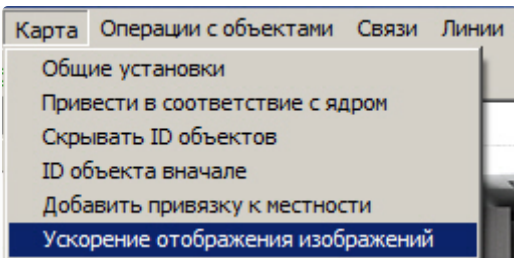 Карта Операции с объектами Связи Линии
Общие установки
Привести в соответствие с ядром
Скрывать ID объектов
ID объекта вначале
Добавить привязку к местности
Ускорение отображения изображений